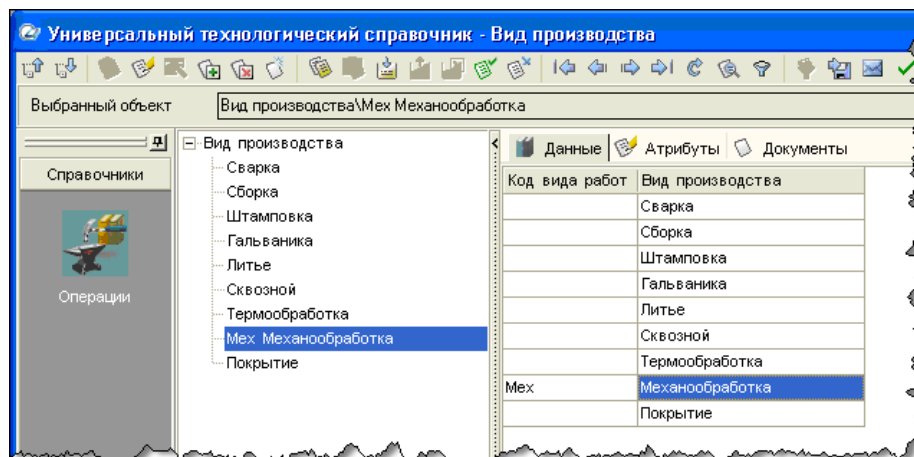 Универсальный технологический справочник - Вид производства
Выбранный объект
Вид производства\Мех Механообработка
Справочники
Операции
Вид производства
Сварка
Сборка
Штамповка
Гальваника
Литье
Сквозной
Термообработка
Мех Механообработка
Покрытие
Данные Атрибуты Документы
Код вида работ Вид производства
Сварка
Сборка
Штамповка
Гальваника
Литье
Сквозной
Термообработка
Мех Механообработка
Покрытие